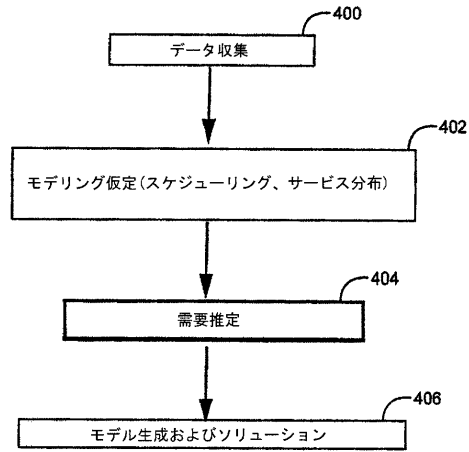 400
データ収集
402
モデリング仮定(スケジューリング、サービス分布)
404
需要推定
406
モデル生成およびソリューション